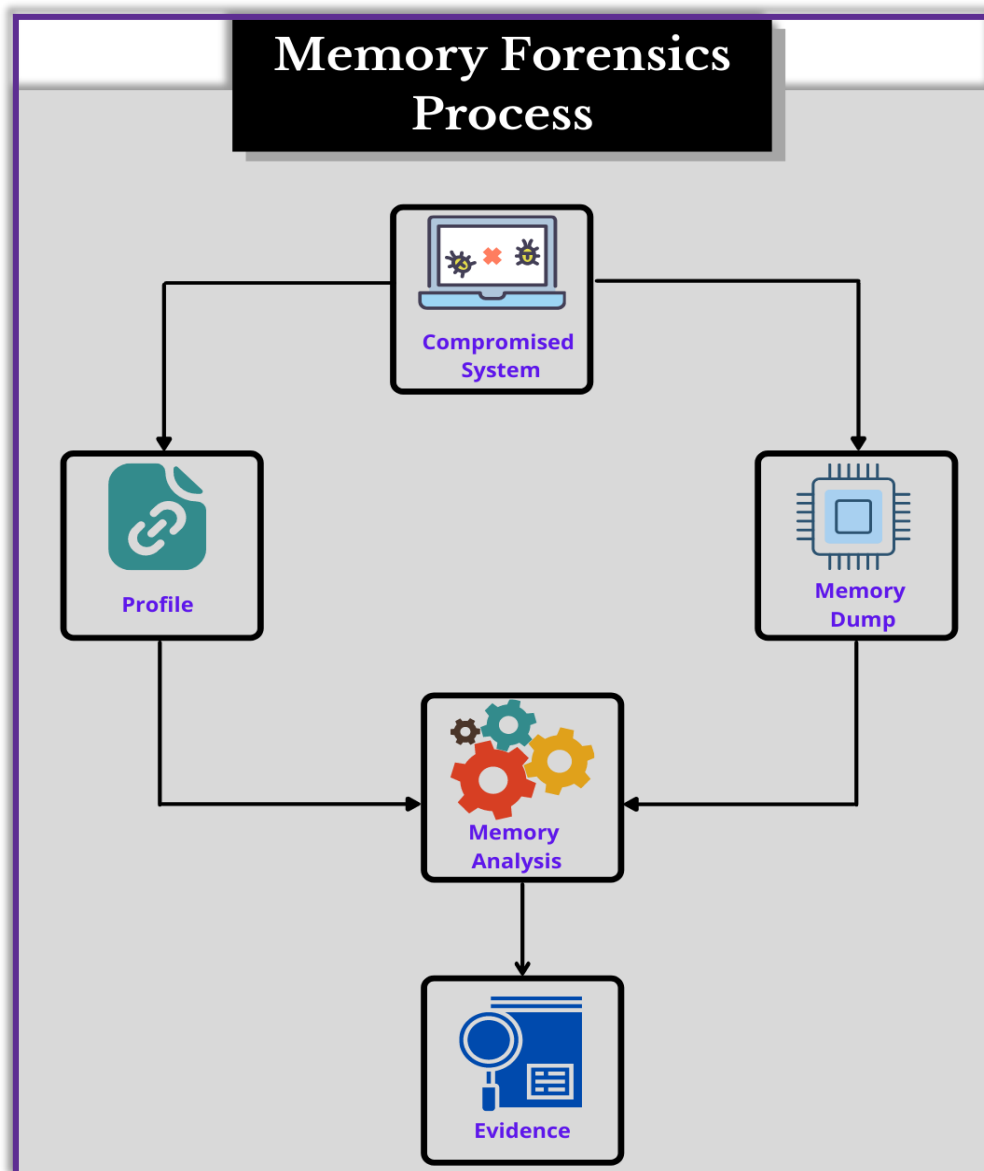 Memory Forensics
Process
Compromised
System
Profile
Memory
Dump
Memory
Analysis
Evidence